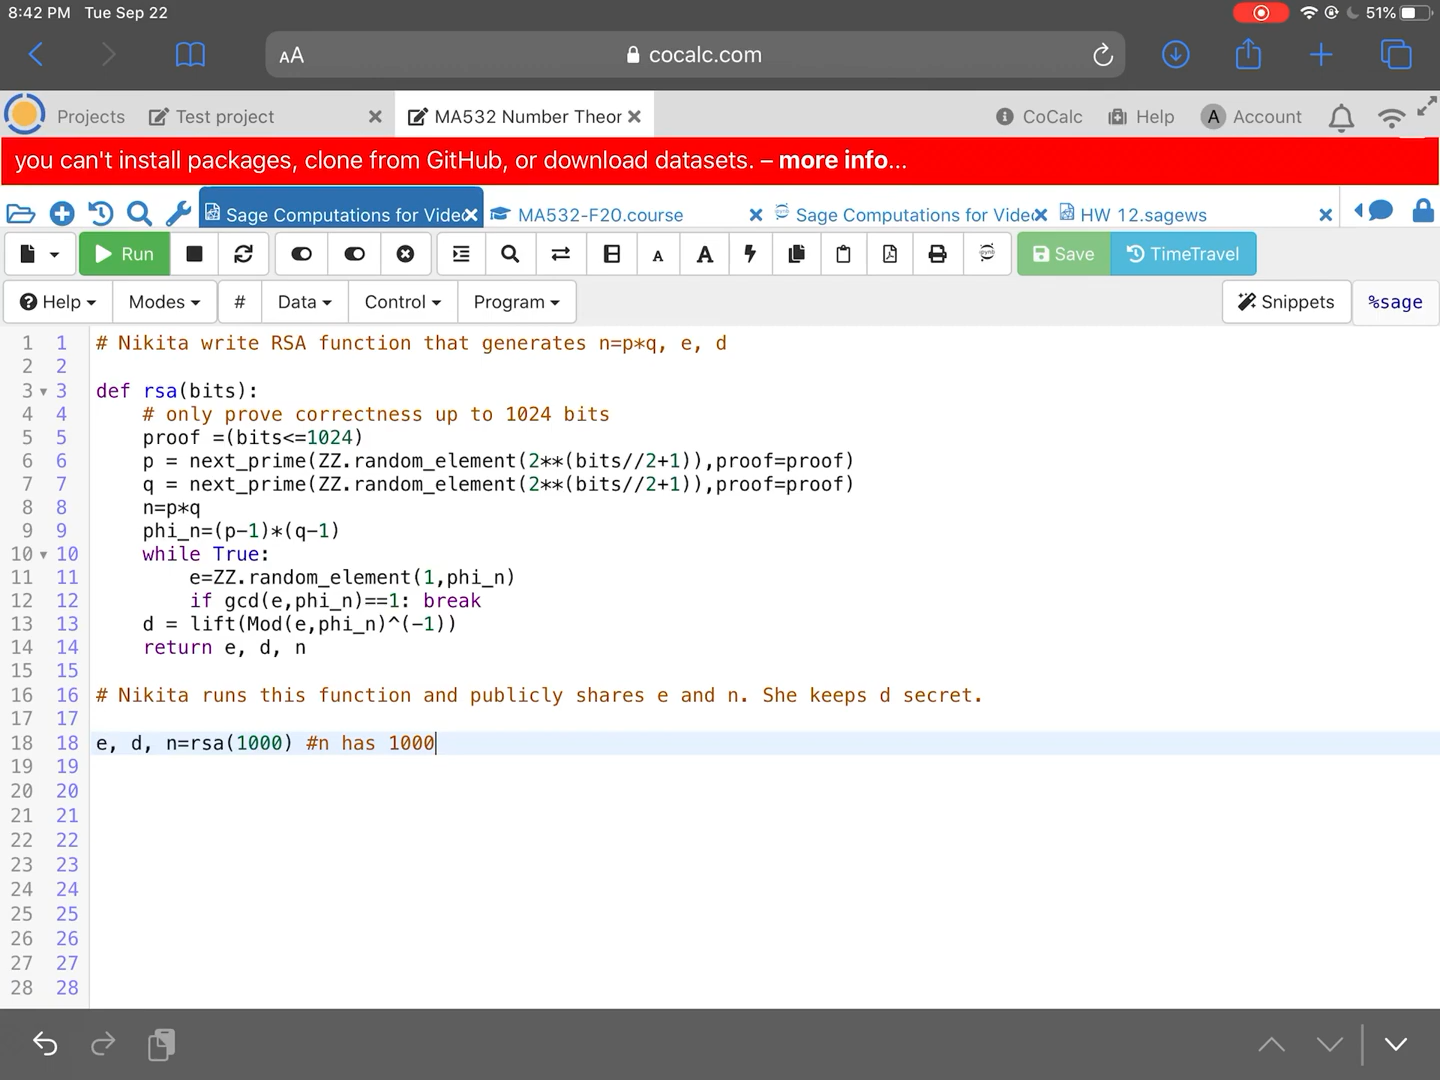 8:42 PM Tue Sep 22
51%
AA cocalc.com
Projects Test project MA532 Number Theor CoCalc Help A Account
you can't install packages, clone from GitHub, or download datasets. – more info...
Sage Computations for Videc MA532-F20.course Sage Computations for Videc HW 12.sagews
Run A A Save TimeTravel
Help Modes # Data Control Program Snippets %sage
1 1 # Nikita write RSA function that generates n=p*q, e, d
2 2
3 3 def rsa(bits):
4 4 # only prove correctness up to 1024 bits
5 5 proof =(bits<=1024)
6 6 p = next_prime(ZZ.random_element(2**(bits//2+1)),proof=proof)
7 7 q = next_prime(ZZ.random_element(2**(bits//2+1)),proof=proof)
8 8 n=p*q
9 9 phi_n=(p-1)*(q-1)
10 10 while True:
11 11 e=ZZ.random_element(1,phi_n)
12 12 if gcd(e,phi_n)==1: break
13 13 d = lift(Mod(e,phi_n)^(-1))
14 14 return e, d, n
15 15
16 16 # Nikita runs this function and publicly shares e and n. She keeps d secret.
17 17
18 18 e, d, n=rsa(1000) #n has 1000
19 19
20 20
21 21
22 22
23 23
24 24
25 25
26 26
27 27
28 28